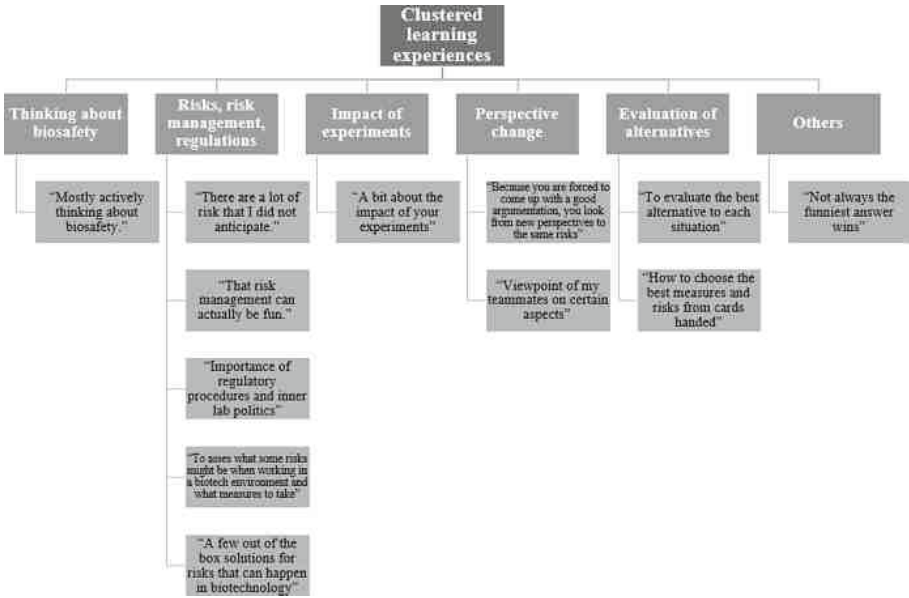 Clustered
learning
experiences
Thinking about
biosafety
“Mostly actively
thinking about
biosafety.”
Risks, risk
management,
regulations
“There are a lot of
risk that I did not
anticipate.”
“That risk
management can
actually be fun.”
“Importance of
regulatory
procedures and inner
lab politics”
“To asses what some risks
might be when working in
a biotech environment and
what measures to take”
“A few out of the
box solutions for
risks that can happen
in biotechnology”
Impact of
experiments
“A bit about the
impact of your
experiments”
Perspective
change
“Because you are forced to
come up with a good
argumentation, you look
from new perspectives to
the same risks”
“Viewpoint of my
teammates on certain
aspects”
Evaluation of
alternatives
“To evaluate the best
alternative to each
situation”
“How to choose the
best measures and
risks from cards
handed”
Others
“Not always the
funniest answer
wins”